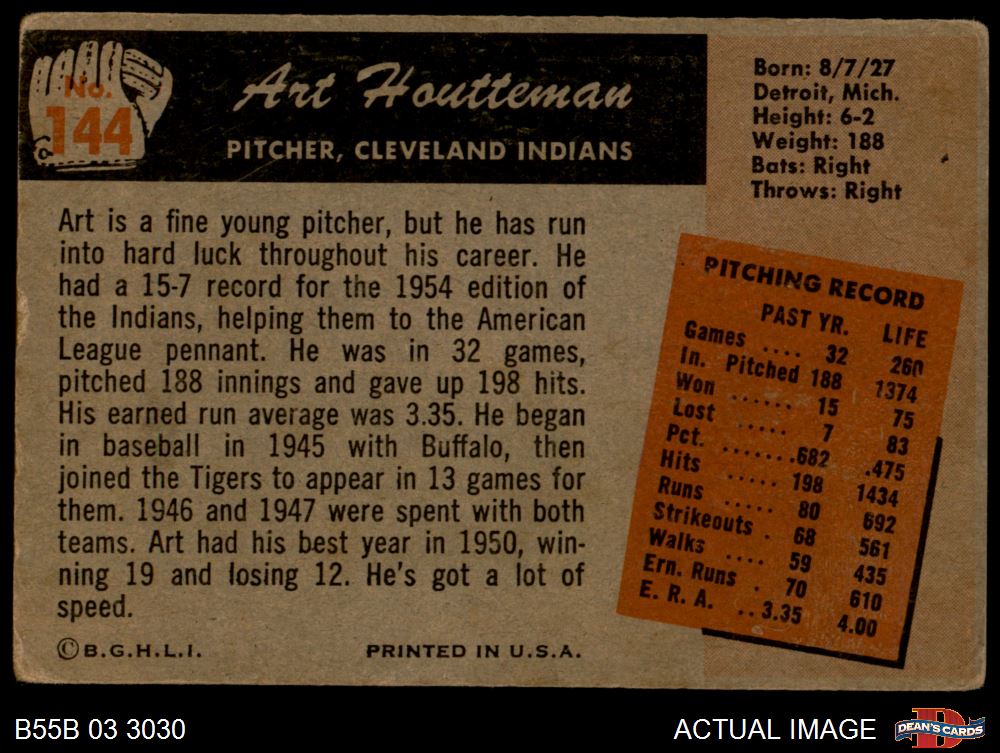 No.
144
Art Houtteman
PITCHER, CLEVELAND INDIANS
Born: 8/7/27
Detroit, Mich.
Height: 6-2
Weight: 188
Bats: Right
Throws: Right
Art is a fine young pitcher, but he has run
into hard luck throughout his career. He
had a 15-7 record for the 1954 edition of
the Indians, helping them to the American
League pennant. He was in 32 games,
pitched 188 innings and gave up 198 hits.
His earned run average was 3.35. He began
in baseball in 1945 with Buffalo, then
joined the Tigers to appear in 13 games for
them. 1946 and 1947 were spent with both
teams. Art had his best year in 1950, win-
ning 19 and losing 12. He's got a lot of
speed.
©B.G.H.L.I. PRINTED IN U.S.A.
PITCHING RECORD
PAST YR. LIFE
Games .... 32 260
In. Pitched 188 1374
Won ...... 15 75
Lost ..... 7 83
Pct. .......682 .475
Hits ..... 198 1434
Runs ..... 80 692
Strikeouts . 68 561
Walks .... 59 435
Ern. Runs . 70 610
E. R. A. ..3.35 4.00
B55B 03 3030
ACTUAL IMAGE
DEAN'S CARDS